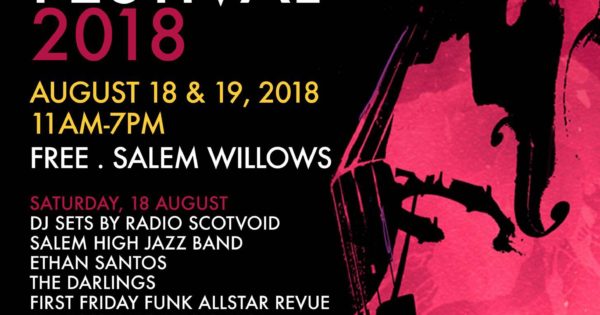 FESTIVAL
2018
AUGUST 18 & 19, 2018
11AM-7PM
FREE . SALEM WILLOWS
SATURDAY, 18 AUGUST
DJ SETS BY RADIO SCOTVOID
SALEM HIGH JAZZ BAND
ETHAN SANTOS
THE DARLINGS
FIRST FRIDAY FUNK ALLSTAR REVUE